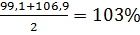 99,1+106,9
2
= 103%